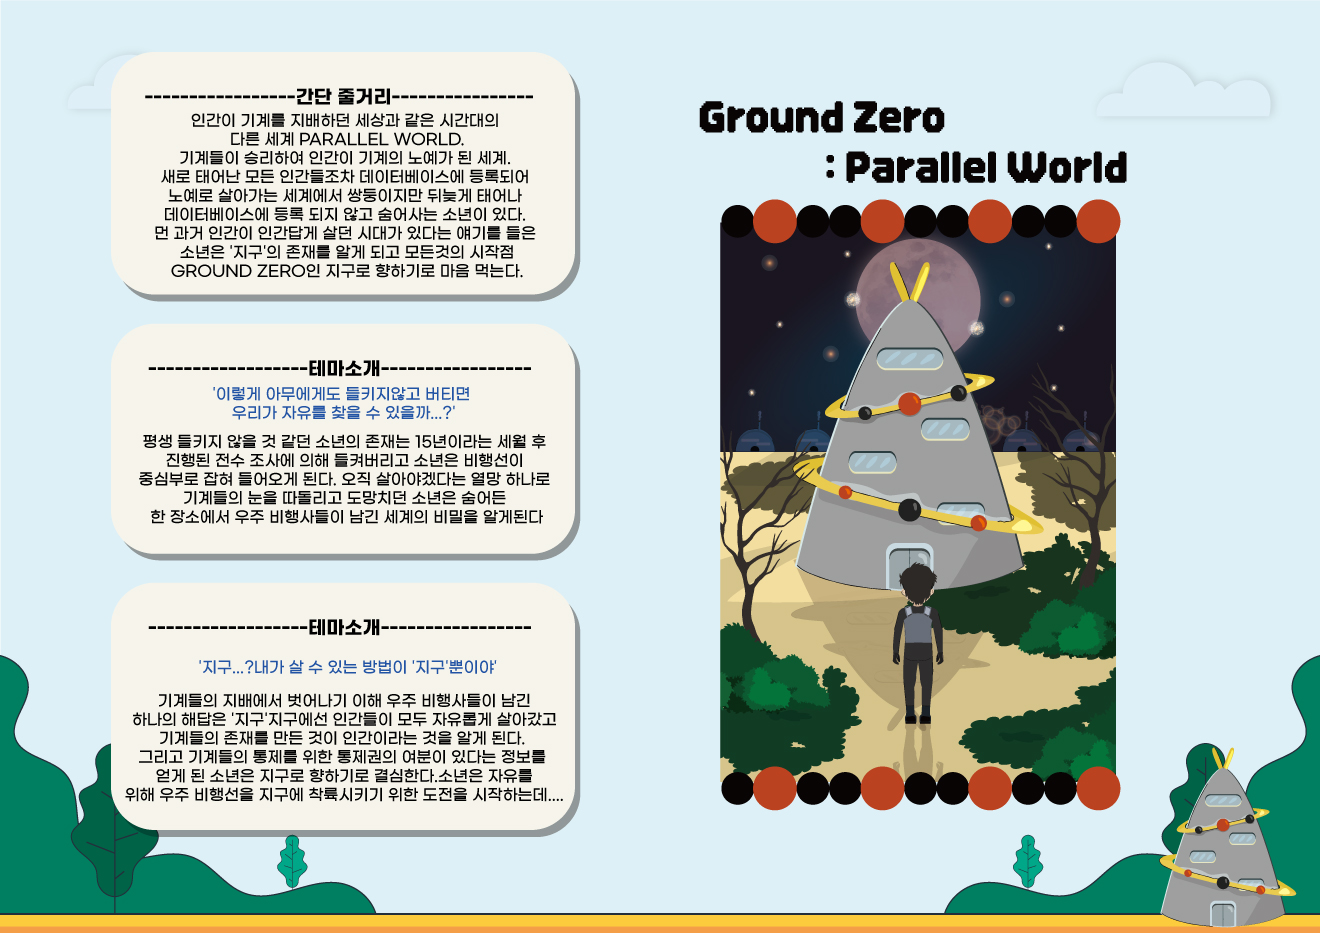 -----------------간단 줄거리----------------
인간이 기계를 지배하던 세상과 같은 시간대의
다른 세계 PARALLEL WORLD.
기계들이 승리하여 인간이 기계의 노예가 된 세계.
새로 태어난 모든 인간들조차 데이터베이스에 등록되어
노예로 살아가는 세계에서 쌍둥이지만 뒤늦게 태어나
데이터베이스에 등록 되지 않고 숨어사는 소년이 있다.
먼 과거 인간이 인간답게 살던 시대가 있다는 얘기를 들은
소년은 '지구'의 존재를 알게 되고 모든것의 시작점
GROUND ZERO인 지구로 향하기로 마음 먹는다.
------------------테마소개-----------------
'이렇게 아무에게도 들키지않고 버티면
우리가 자유를 찾을 수 있을까...?'
평생 들키지 않을 것 같던 소년의 존재는 15년이라는 세월 후
진행된 전수 조사에 의해 들켜버리고 소년은 비행선이
중심부로 잡혀 들어오게 된다. 오직 살아야겠다는 열망 하나로
기계들의 눈을 따돌리고 도망치던 소년은 숨어든
한 장소에서 우주 비행사들이 남긴 세계의 비밀을 알게된다
------------------테마소개-----------------
'지구...?내가 살 수 있는 방법이 '지구'뿐이야'
기계들의 지배에서 벗어나기 이해 우주 비행사들이 남긴
하나의 해답은 '지구'지구에선 인간들이 모두 자유롭게 살아갔고
기계들의 존재를 만든 것이 인간이라는 것을 알게 된다.
그리고 기계들의 통제를 위한 통제권의 여분이 있다는 정보를
얻게 된 소년은 지구로 향하기로 결심한다.소년은 자유를
위해 우주 비행선을 지구에 착륙시키기 위한 도전을 시작하는데....
Ground Zero
: Parallel World